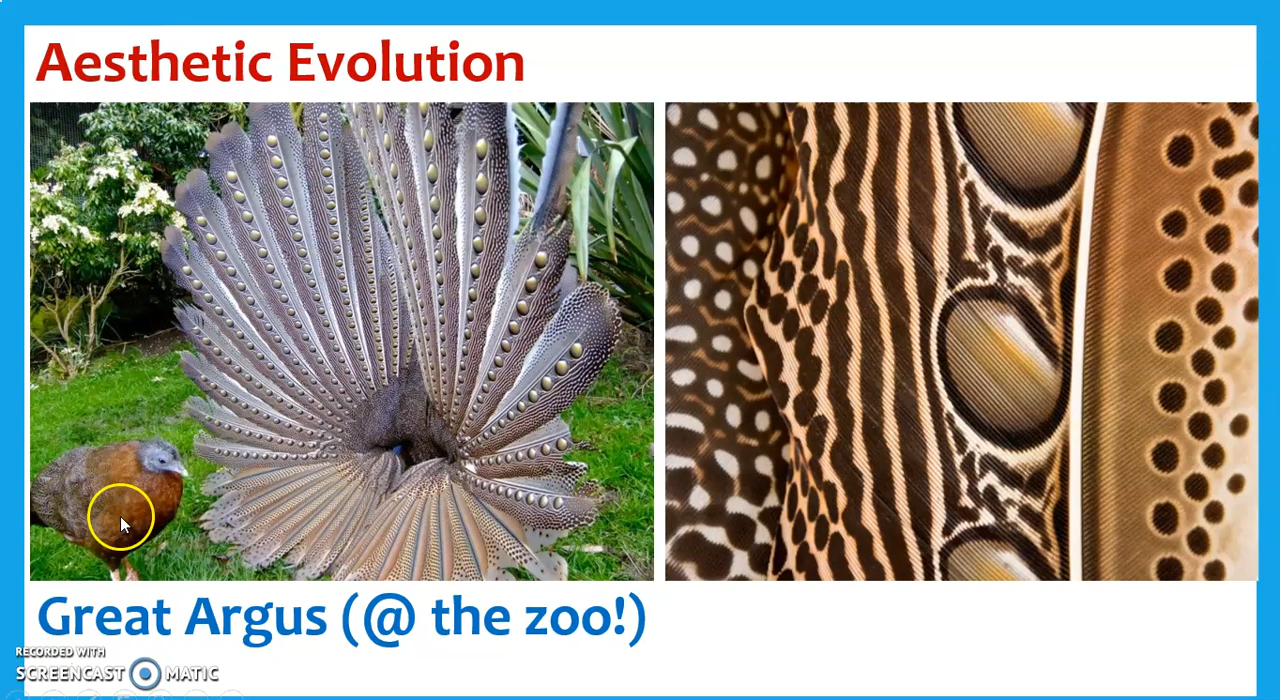 Aesthetic Evolution
Great Argus (@ the zoo!)
RECORDED WITH
SCREENCAST MATIC